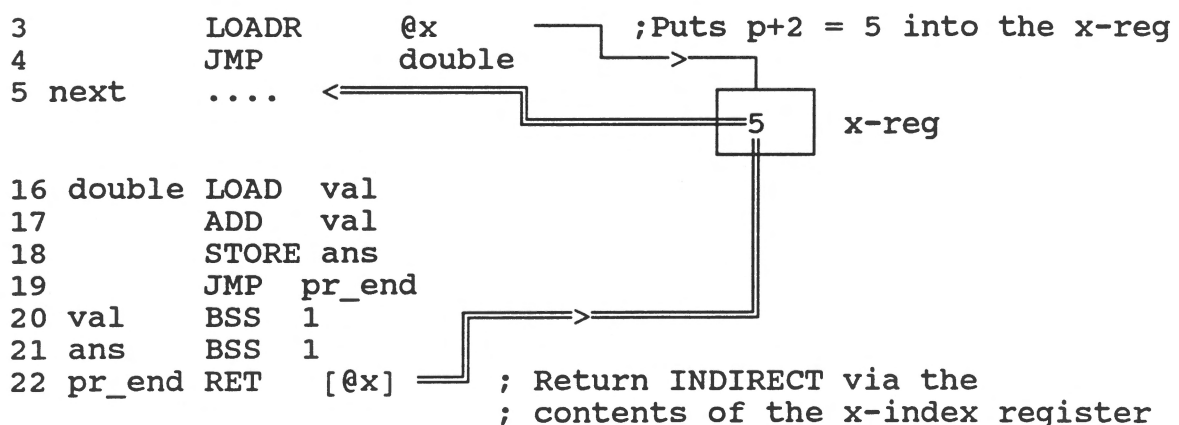 3 LOADR @x ;Puts p+2 = 5 into the x-reg
4 JMP double
5 next ....
5 x-reg
16 double LOAD val
17 ADD val
18 STORE ans
19 JMP pr_end
20 val BSS 1
21 ans BSS 1
22 pr_end RET [@x] ; Return INDIRECT via the
; contents of the x-index register